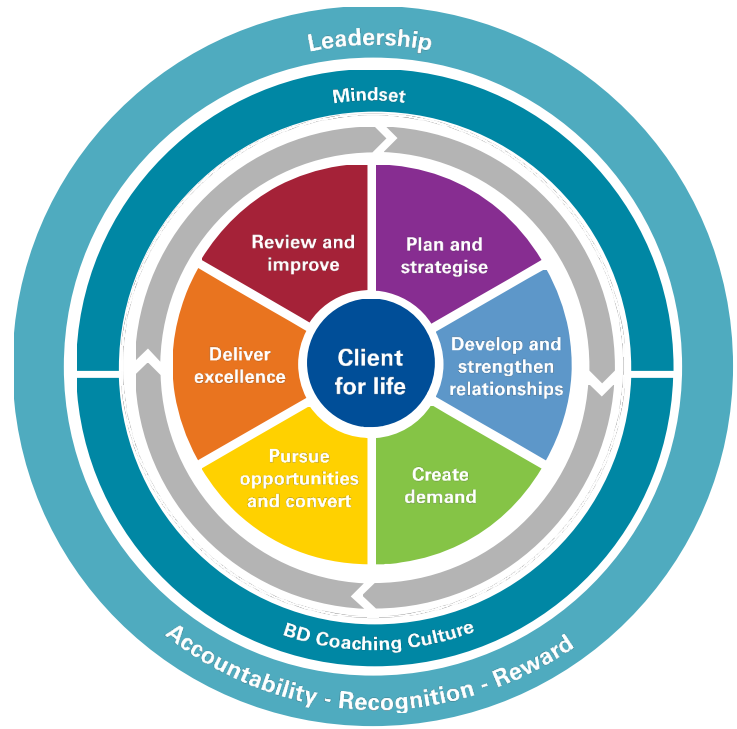 Leadership
Mindset
Review and
improve
Plan and
strategise
Deliver
excellence
Client
for life
Develop and
strengthen
relationships
Pursue
opportunities
and convert
Create
demand
BD Coaching Culture
Accountability - Recognition - Reward